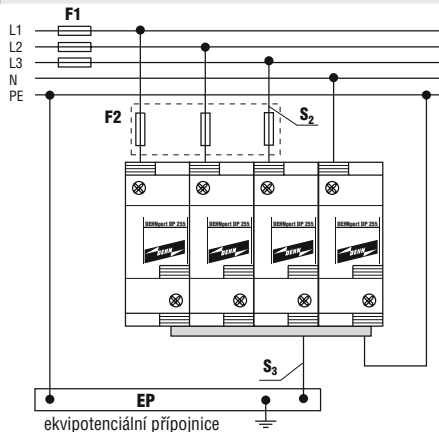 F1
L1
L2
L3
N
PE
F2
S2
DEHNport DP 255
DEHNport DP 255
DEHNport DP 255
DEHNport DP 255
DEHN
DEHN
DEHN
DEHN
S3
EP
ekvipotenciální přípojnice